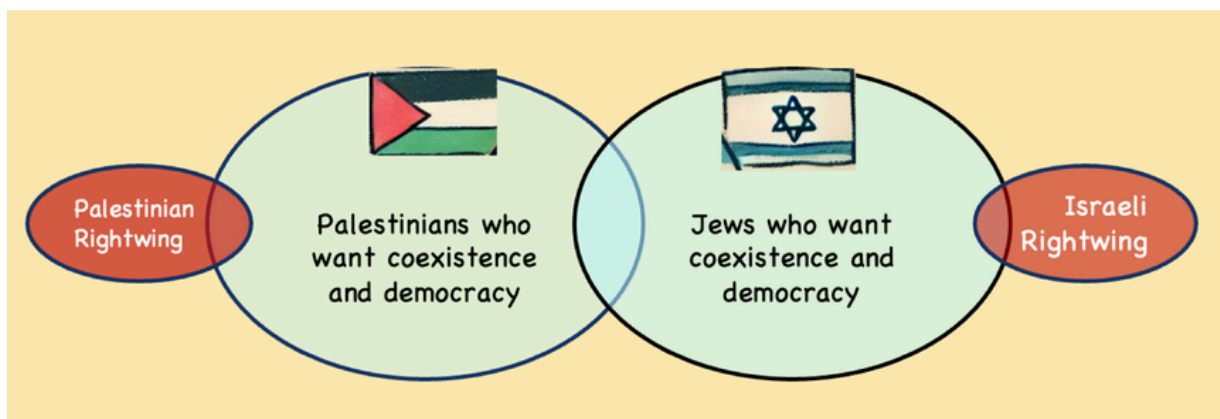 Palestinian
Rightwing
Palestinians who
want coexistence
and democracy
Jews who want
coexistence and
democracy
Israeli
Rightwing